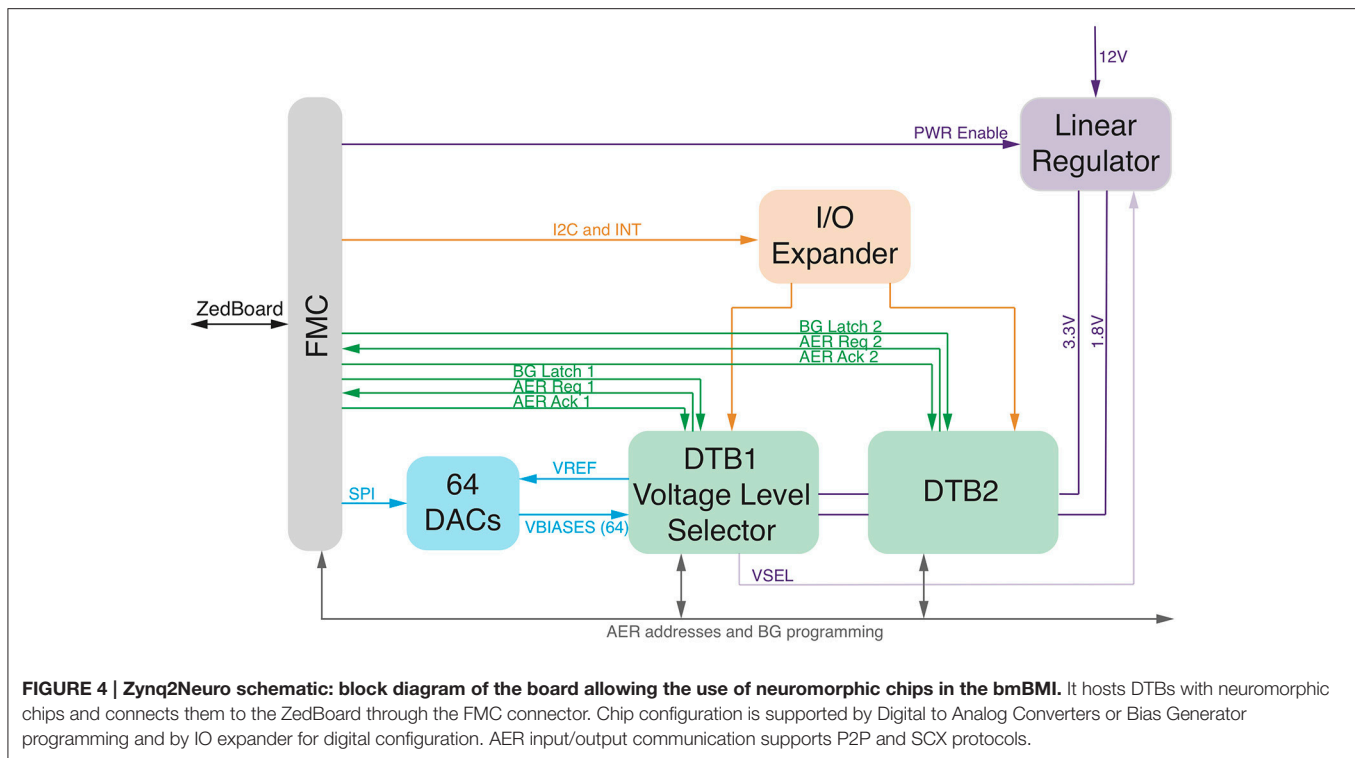 12V
PWR Enable
Linear
Regulator
I2C and INT
I/O
Expander
ZedBoard
FMC
3.3V
1.8V
BG Latch 2
AER Req 2
AER Ack 2
BG Latch 1
AER Req 1
AER Ack 1
SPI
64
DACs
VREF
VBIASES (64)
DTB1
Voltage Level
Selector
DTB2
VSEL
AER addresses and BG programming
FIGURE 4 | Zynq2Neuro schematic: block diagram of the board allowing the use of neuromorphic chips in the bmBMI. It hosts DTBs with neuromorphic
chips and connects them to the ZedBoard through the FMC connector. Chip configuration is supported by Digital to Analog Converters or Bias Generator
programming and by IO expander for digital configuration. AER input/output communication supports P2P and SCX protocols.